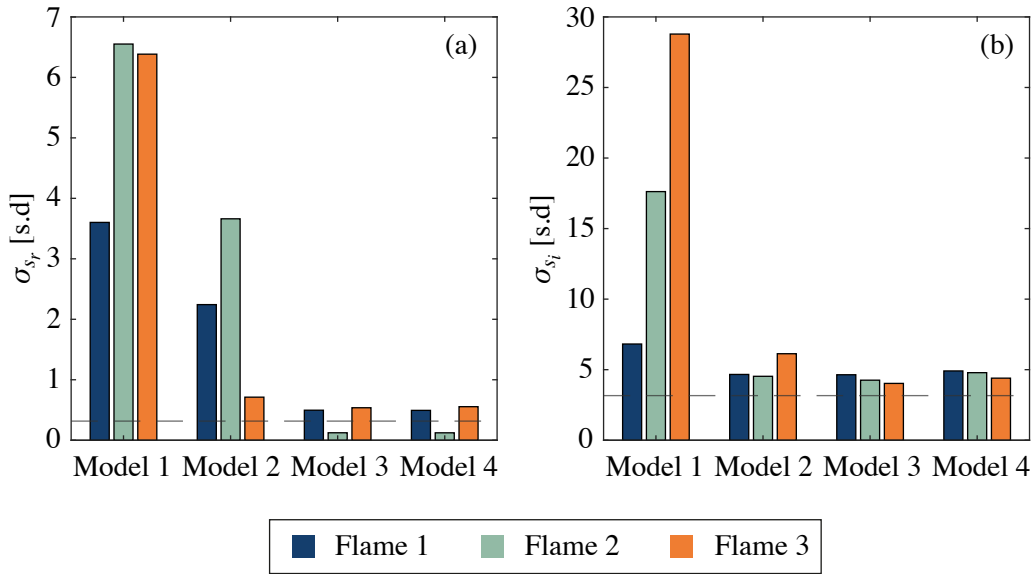 (a)
σ_{s_r} [s.d]
7
6
5
4
3
2
1
0
Model 1 Model 2 Model 3 Model 4
(b)
σ_{s_i} [s.d]
30
25
20
15
10
5
0
Model 1 Model 2 Model 3 Model 4
Flame 1 Flame 2 Flame 3